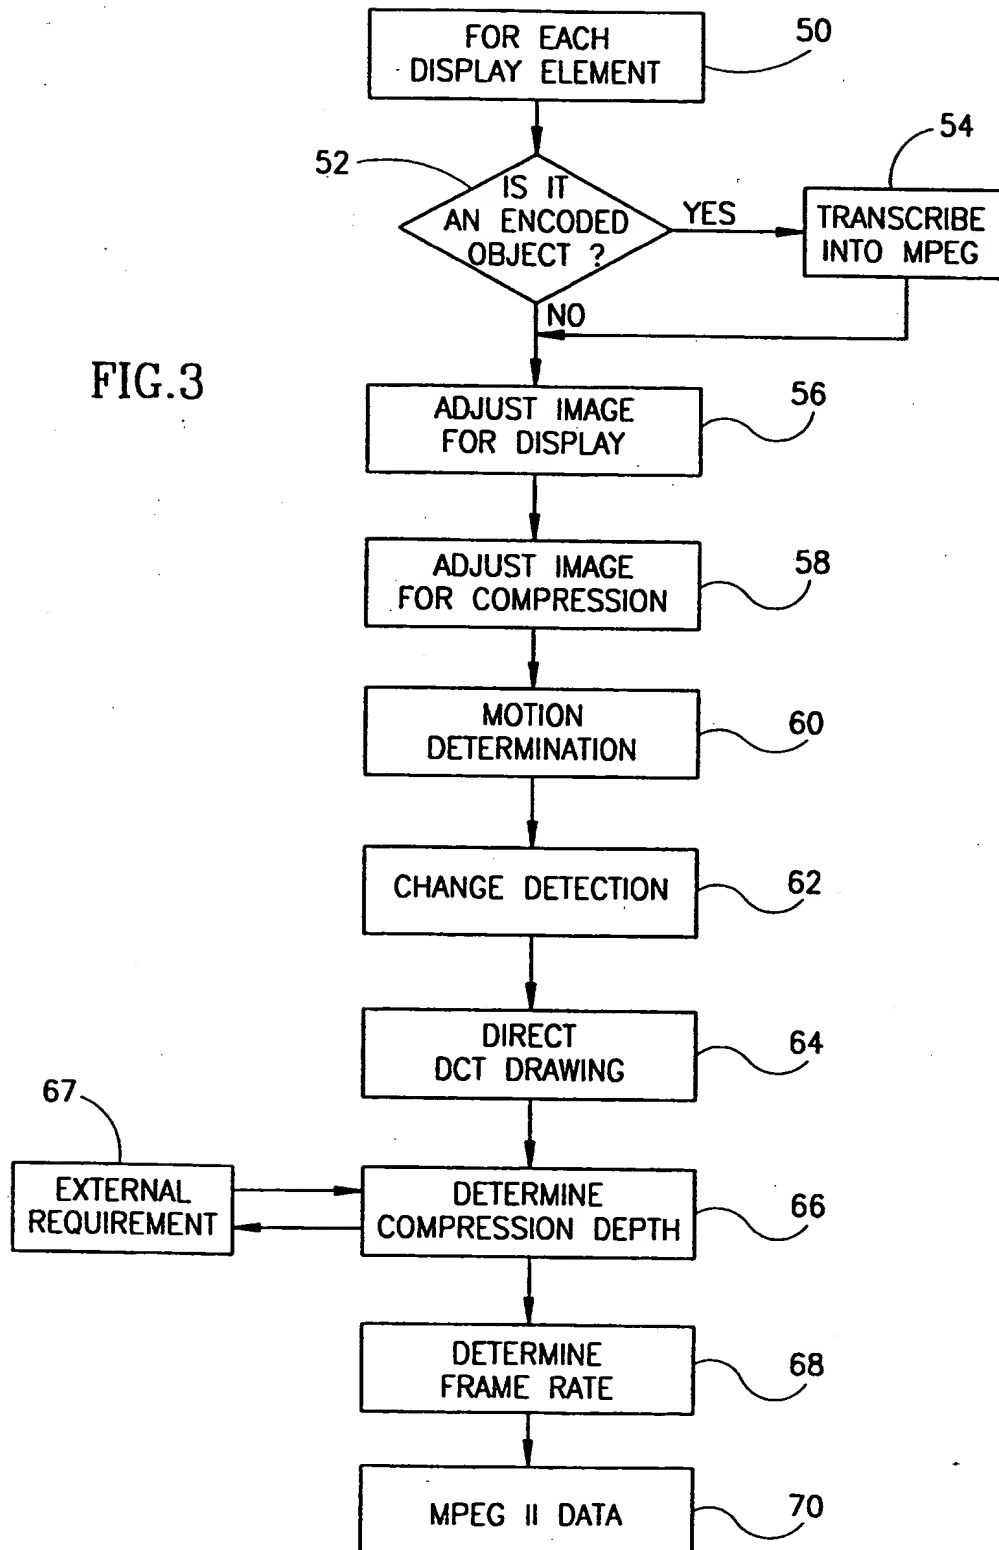 FOR EACH
DISPLAY ELEMENT
50
52
IS IT
AN ENCODED
OBJECT ?
YES
54
TRANSCRIBE
INTO MPEG
NO
FIG.3
ADJUST IMAGE
FOR DISPLAY
56
ADJUST IMAGE
FOR COMPRESSION
58
MOTION
DETERMINATION
60
CHANGE DETECTION
62
DIRECT
DCT DRAWING
64
67
EXTERNAL
REQUIREMENT
DETERMINE
COMPRESSION DEPTH
66
DETERMINE
FRAME RATE
68
MPEG II DATA
70